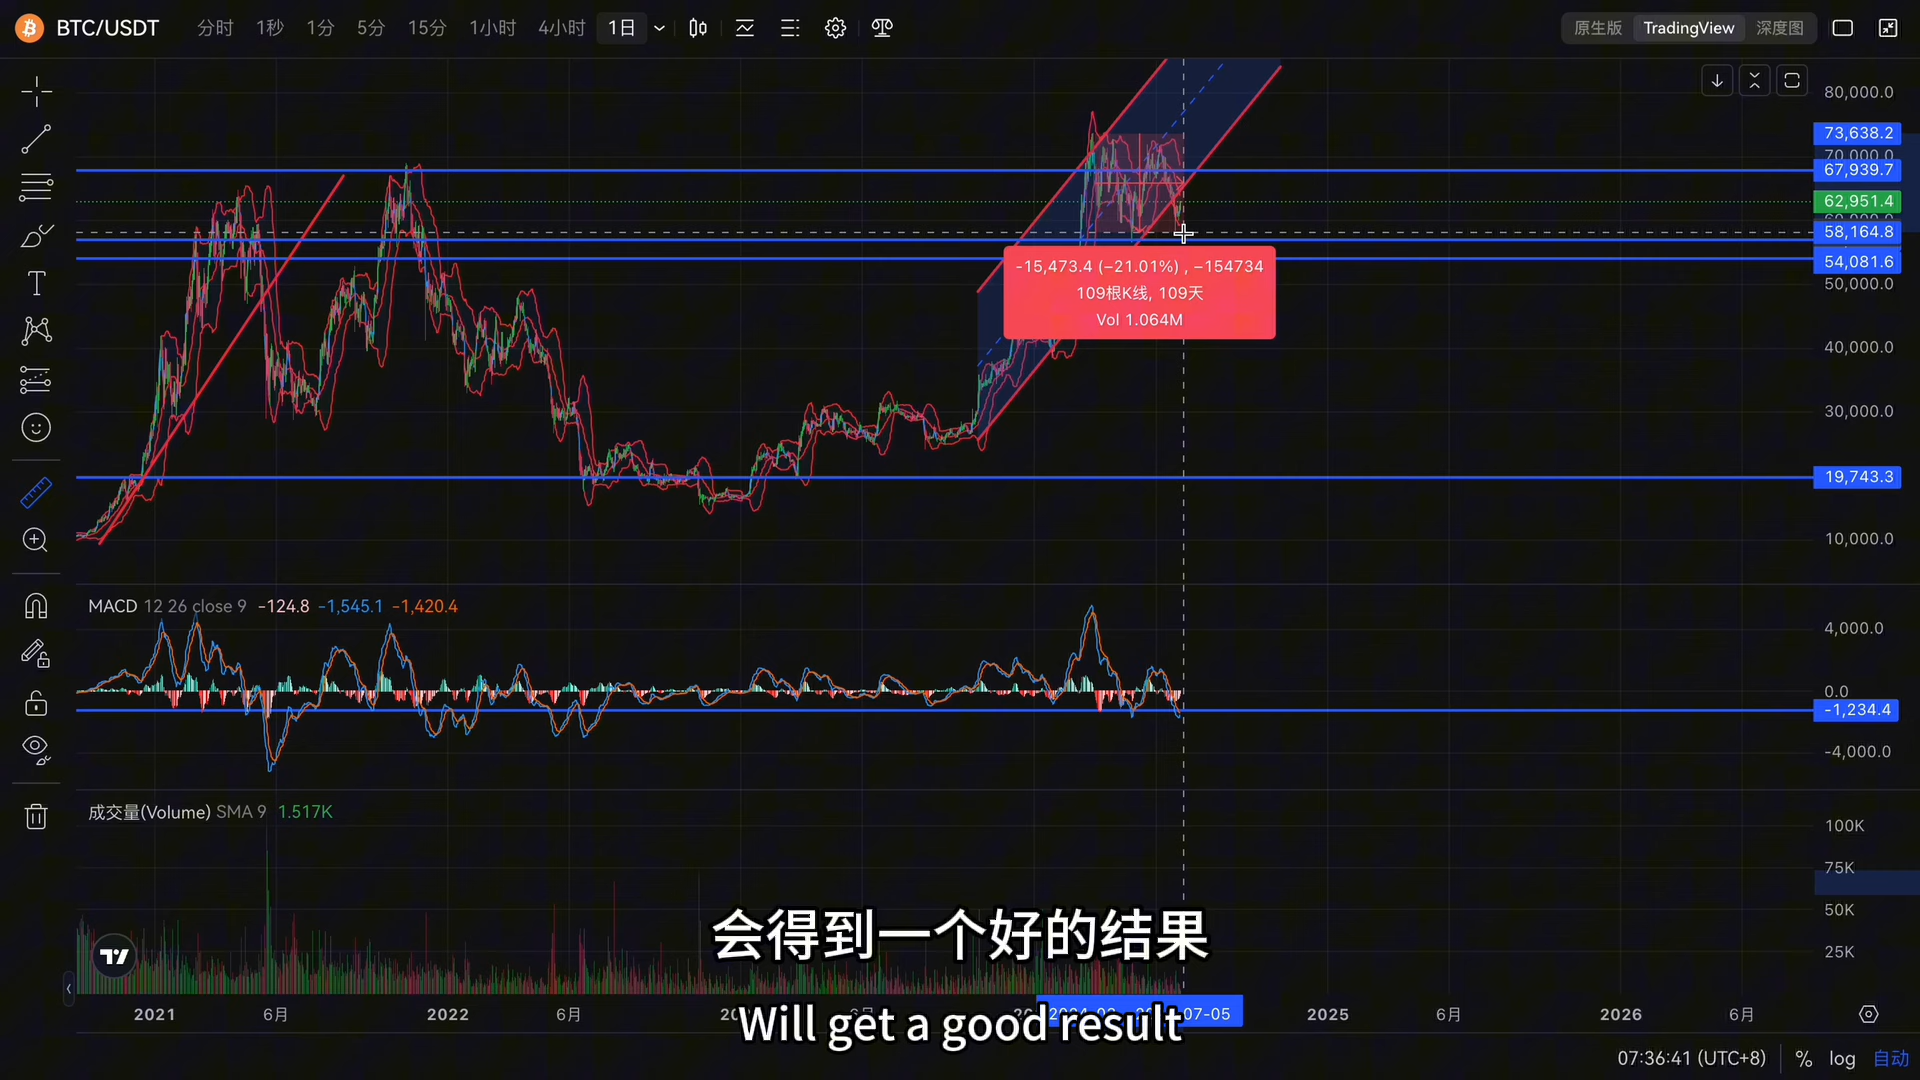 BTC/USDT 分时 1秒 1分 5分 15分 1小时 4小时 1日 原生版 TradingView 深度图
80,000.0
73,638.2
70,000.0
67,939.7
62,951.4
58,164.8
54,081.6
50,000.0
-15,473.4 (−21.01%) , −154734
109根K线, 109天
Vol 1.064M
40,000.0
30,000.0
19,743.3
10,000.0
MACD 12 26 close 9 −124.8 −1,545.1 −1,420.4
4,000.0
0.0
-1,234.4
-4,000.0
成交量(Volume) SMA 9 1.517K
100K
75K
50K
25K
会得到一个好的结果
2021 6月 2022 6月 07-05 2025 6月 2026 6月
Will get a good result
07:36:41 (UTC+8) % log 自动